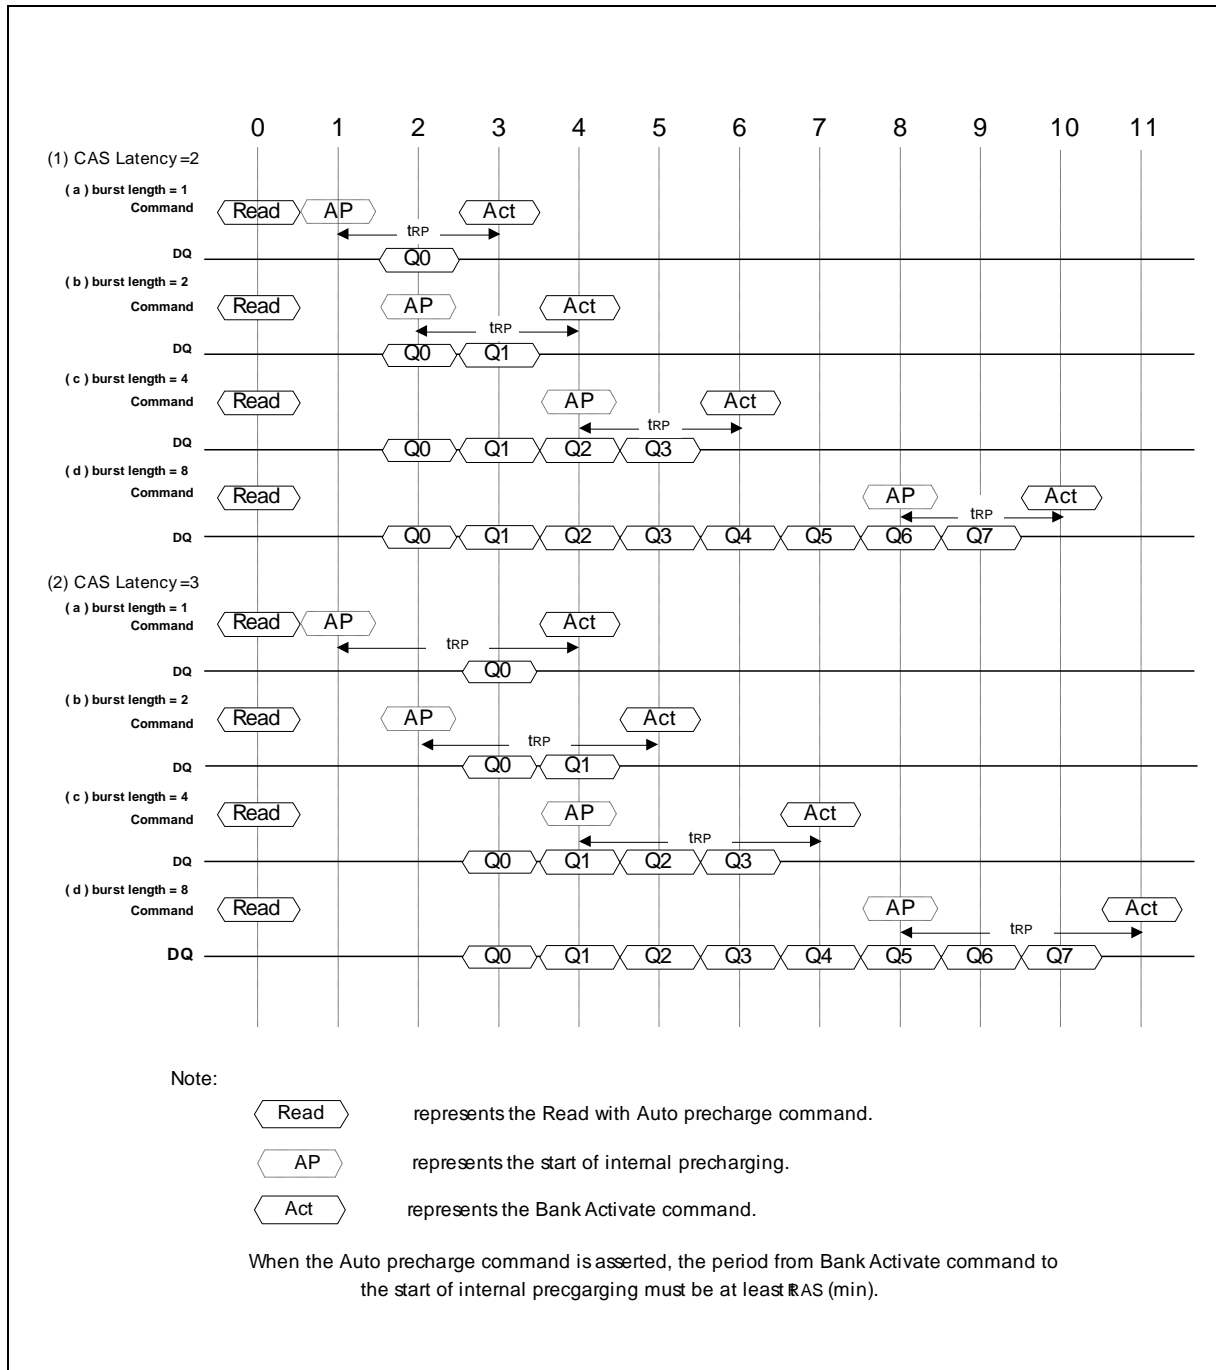 0 1 2 3 4 5 6 7 8 9 10 11
(1) CAS Latency=2
( a ) burst length = 1
Command Read AP Act
tRP
DQ Q0
( b ) burst length = 2
Command Read AP Act
tRP
DQ Q0 Q1
( c ) burst length = 4
Command Read AP Act
tRP
DQ Q0 Q1 Q2 Q3
( d ) burst length = 8
Command Read AP Act
tRP
DQ Q0 Q1 Q2 Q3 Q4 Q5 Q6 Q7
(2) CAS Latency=3
( a ) burst length = 1
Command Read AP Act
tRP
DQ Q0
( b ) burst length = 2
Command Read AP Act
tRP
DQ Q0 Q1
( c ) burst length = 4
Command Read AP Act
tRP
DQ Q0 Q1 Q2 Q3
( d ) burst length = 8
Command Read AP Act
tRP
DQ Q0 Q1 Q2 Q3 Q4 Q5 Q6 Q7
Note:
Read represents the Read with Auto precharge command.
AP represents the start of internal precharging.
Act represents the Bank Activate command.
When the Auto precharge command is asserted, the period from Bank Activate command to
the start of internal precgarging must be at least tRAS (min).